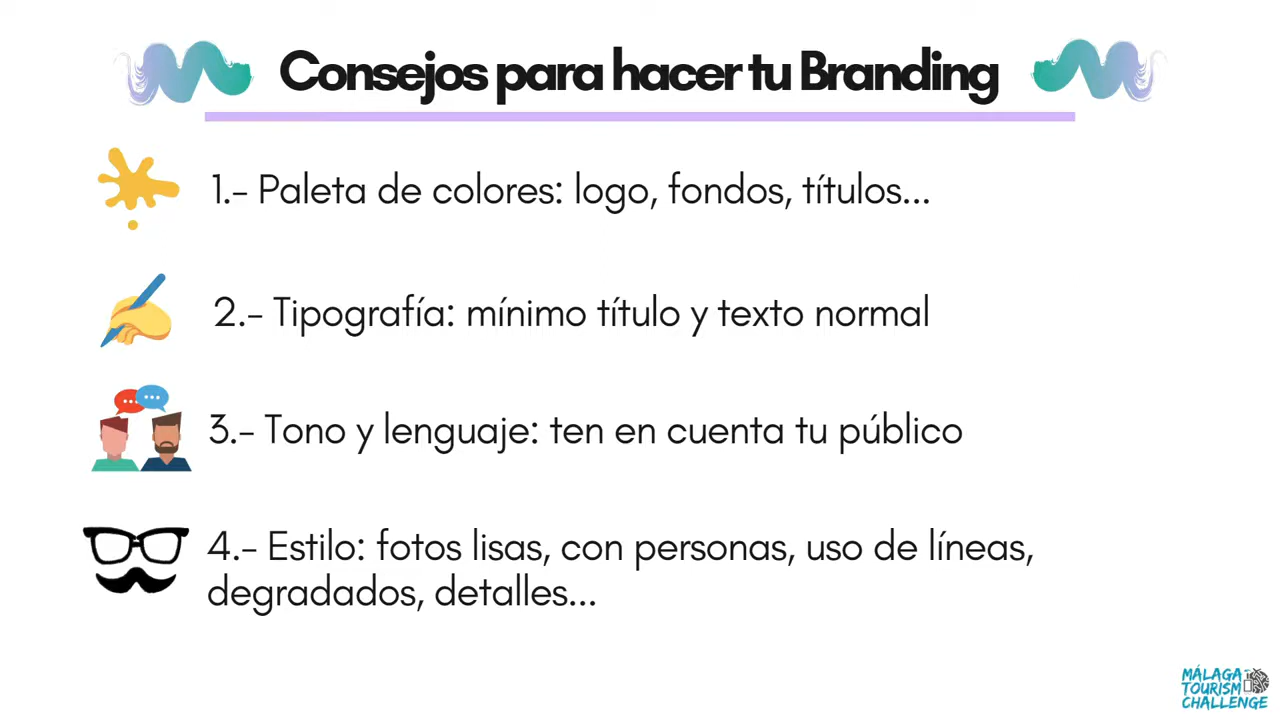 Consejos para hacer tu Branding
1.- Paleta de colores: logo, fondos, títulos...
2.- Tipografía: mínimo título y texto normal
3.- Tono y lenguaje: ten en cuenta tu público
4.- Estilo: fotos lisas, con personas, uso de líneas,
degradados, detalles...
MÁLAGA
TOURISM
CHALLENGE